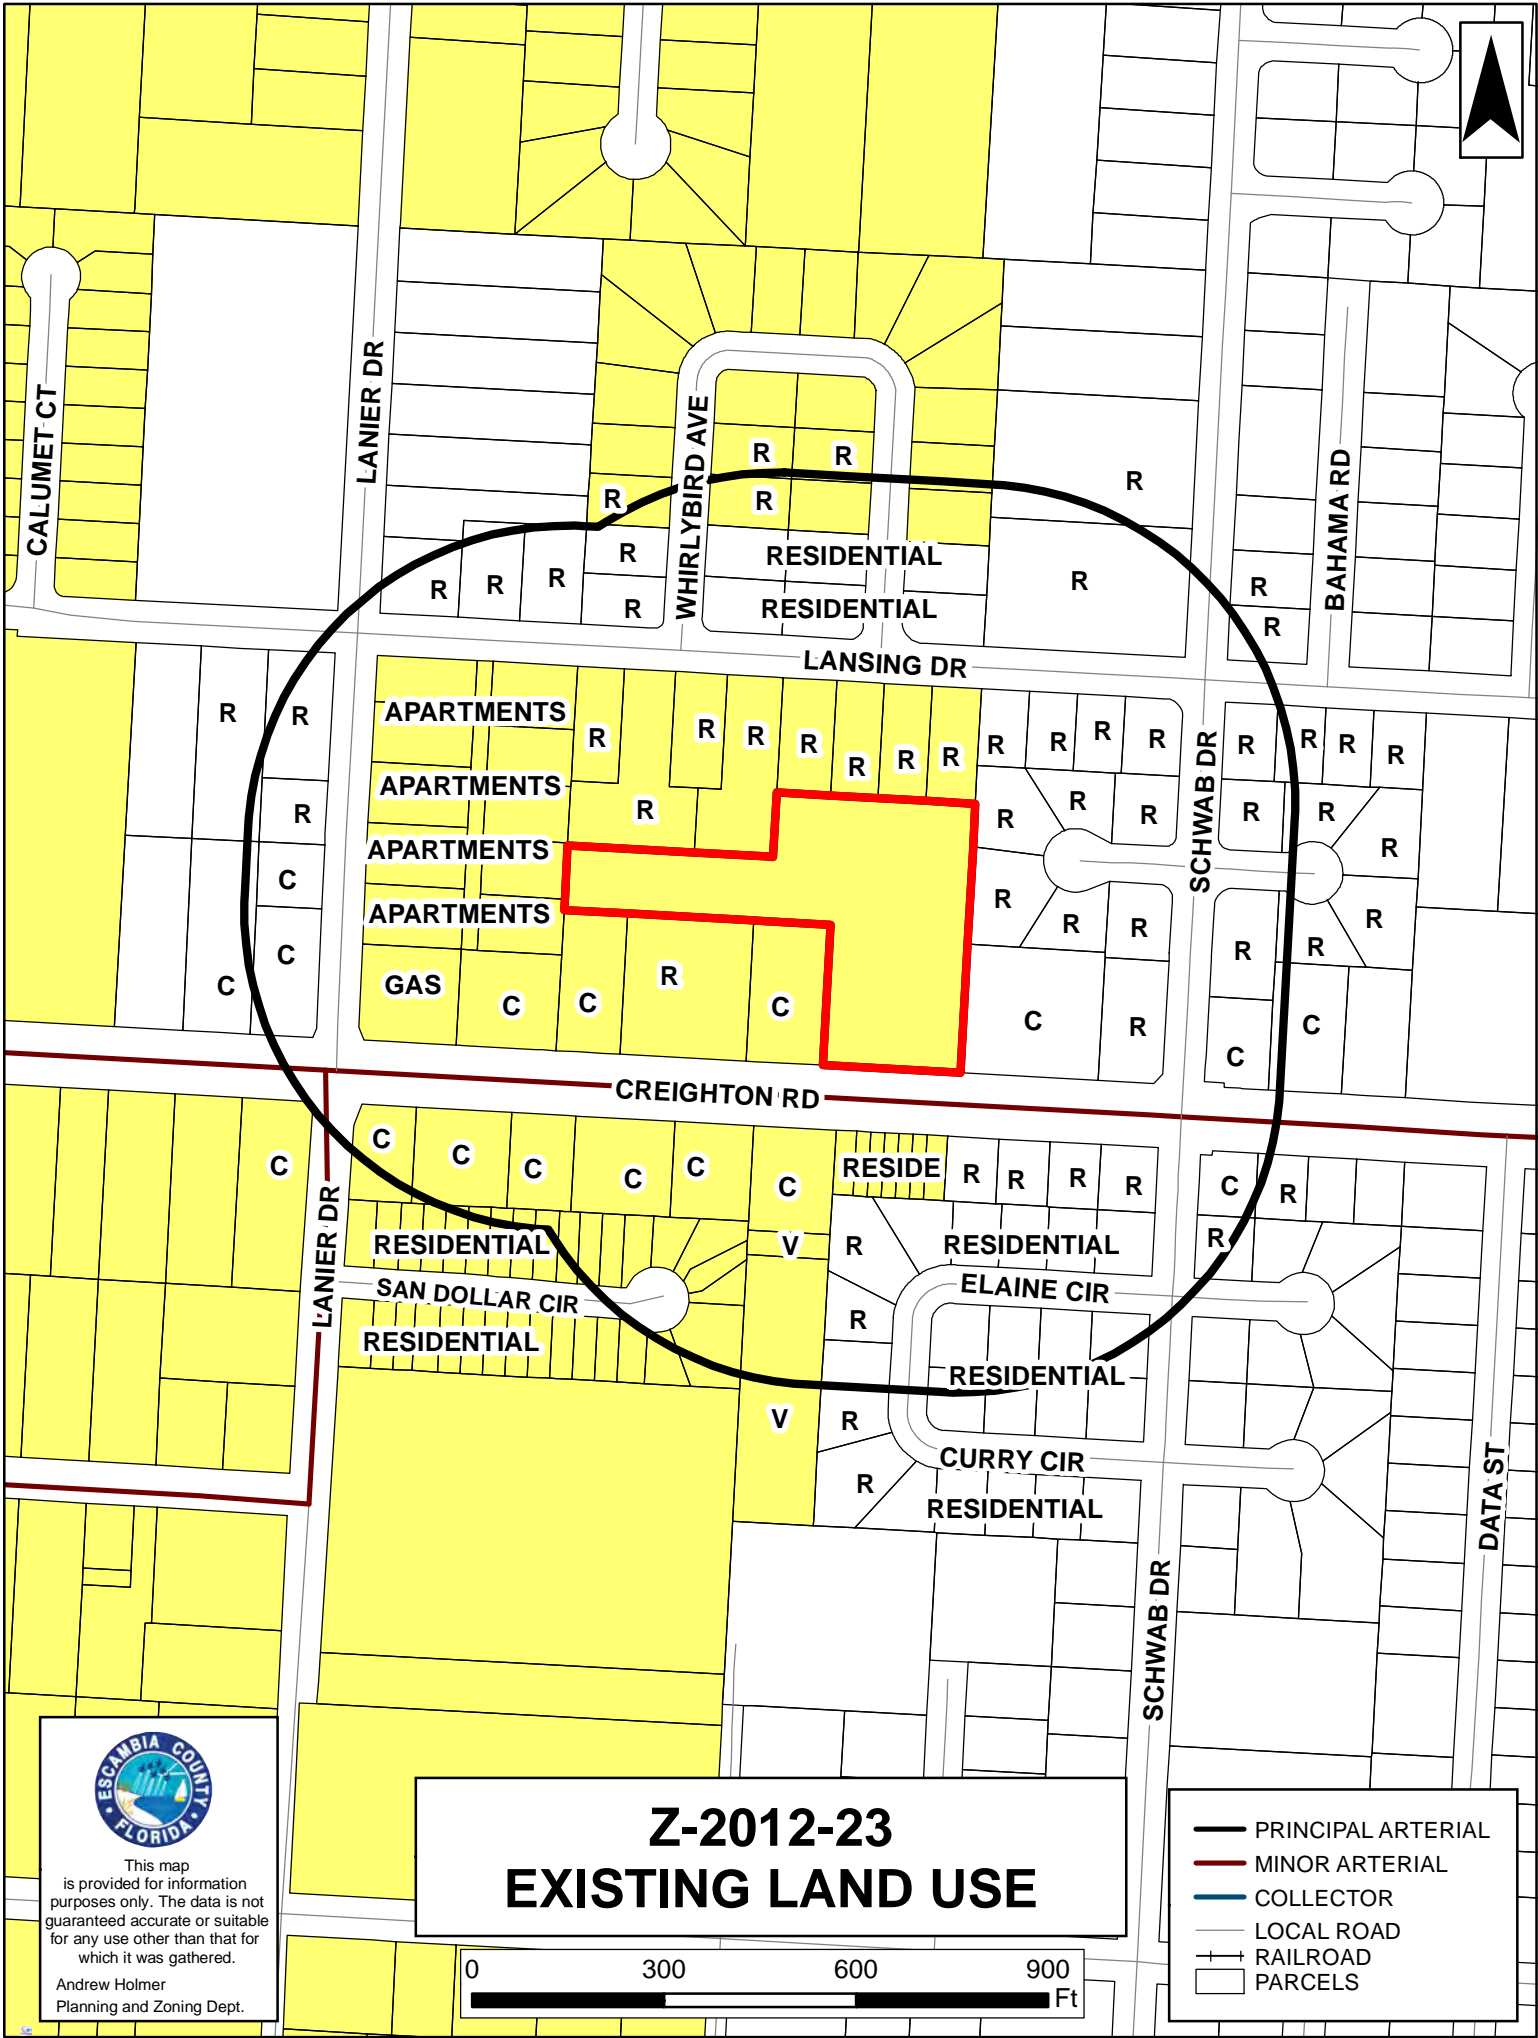 LANIER DR
CALUMET CT
WHIRLYBIRD AVE
BAHAMA RD
R
R
R
R
R
R
R
R
R
RESIDENTIAL
R
R
R
R
RESIDENTIAL
R
LANSING DR
R
R
APARTMENTS
R
R
R
R
R
R
R
R
R
R
R
SCHWAB DR
R
R
R
R
APARTMENTS
R
R
R
R
R
R
R
R
APARTMENTS
C
R
APARTMENTS
R
R
R
R
R
R
C
C
GAS
C
C
R
C
C
R
C
C
CREIGHTON RD
C
C
C
C
C
C
C
RESIDE
R
R
R
R
C
R
LANIER DR
RESIDENTIAL
V
R
RESIDENTIAL
R
SAN DOLLAR CIR
ELAINE CIR
RESIDENTIAL
R
RESIDENTIAL
V
R
CURRY CIR
R
RESIDENTIAL
DATA ST
SCHWAB DR
ESCAMBIA COUNTY
FLORIDA
This map
is provided for information
purposes only. The data is not
guaranteed accurate or suitable
for any use other than that for
which it was gathered.
Andrew Holmer
Planning and Zoning Dept.
Z-2012-23
EXISTING LAND USE
0 300 600 900
Ft
PRINCIPAL ARTERIAL
MINOR ARTERIAL
COLLECTOR
LOCAL ROAD
RAILROAD
PARCELS